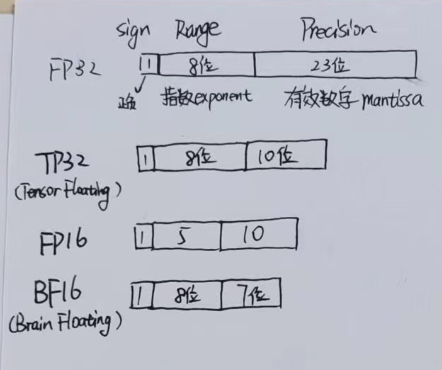 sign Range Precision
FP32 1 8位 23位
正负 指数exponent 有效数字 mantissa
TP32 1 8位 10位
(Tensor Floating)
FP16 1 5 10
BF16 1 8位 7位
(Brain Floating)